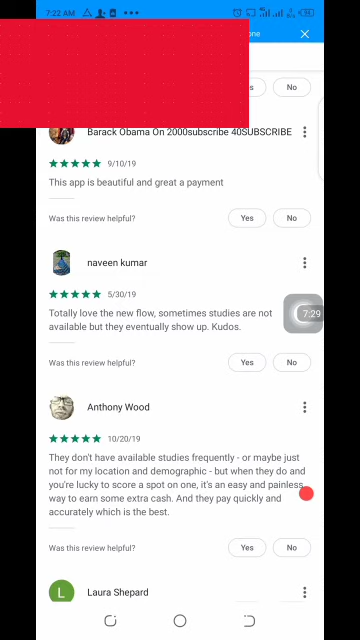 7:22 AM
one
s
No
Barack Obama On 2000subscribe 40SUBSCRIBE
9/10/19
This app is beautiful and great a payment
Was this review helpful?
Yes
No
naveen kumar
5/30/19
Totally love the new flow, sometimes studies are not
available but they eventually show up. Kudos.
7:29
Was this review helpful?
Yes
No
Anthony Wood
10/20/19
They don't have available studies frequently - or maybe just
not for my location and demographic - but when they do and
you're lucky to score a spot on one, it's an easy and painless
way to earn some extra cash. And they pay quickly and
accurately which is the best.
Was this review helpful?
Yes
No
L
Laura Shepard